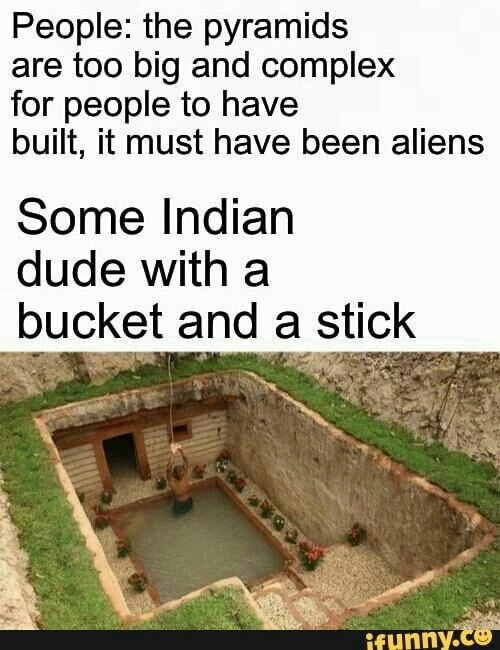 People: the pyramids
are too big and complex
for people to have
built, it must have been aliens
Some Indian
dude with a
bucket and a stick
ifunny.co